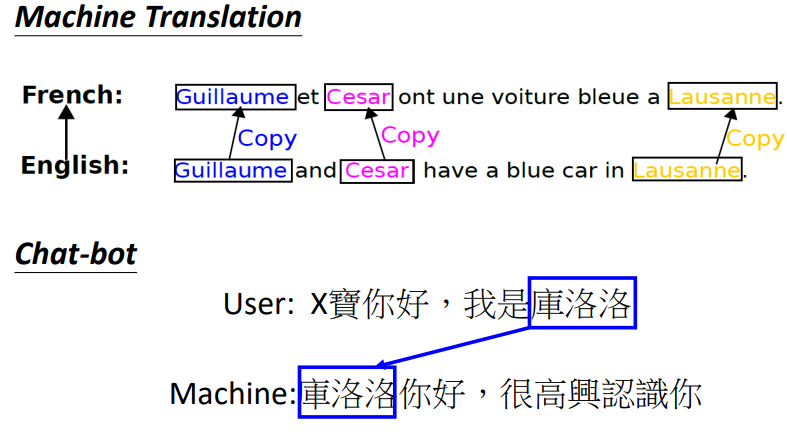 Machine Translation
French: Guillaume et Cesar ont une voiture bleue a Lausanne.
Copy Copy Copy
English: Guillaume and Cesar have a blue car in Lausanne.
Chat-bot
User: X寶你好，我是庫洛洛
Machine:庫洛洛你好，很高興認識你